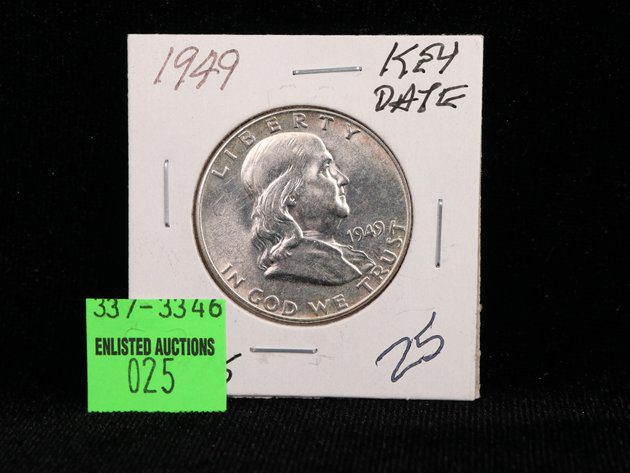 1949
KEY
DATE
LIBERTY
1949
IN GOD WE TRUST
337-3346
ENLISTED AUCTIONS
025
25